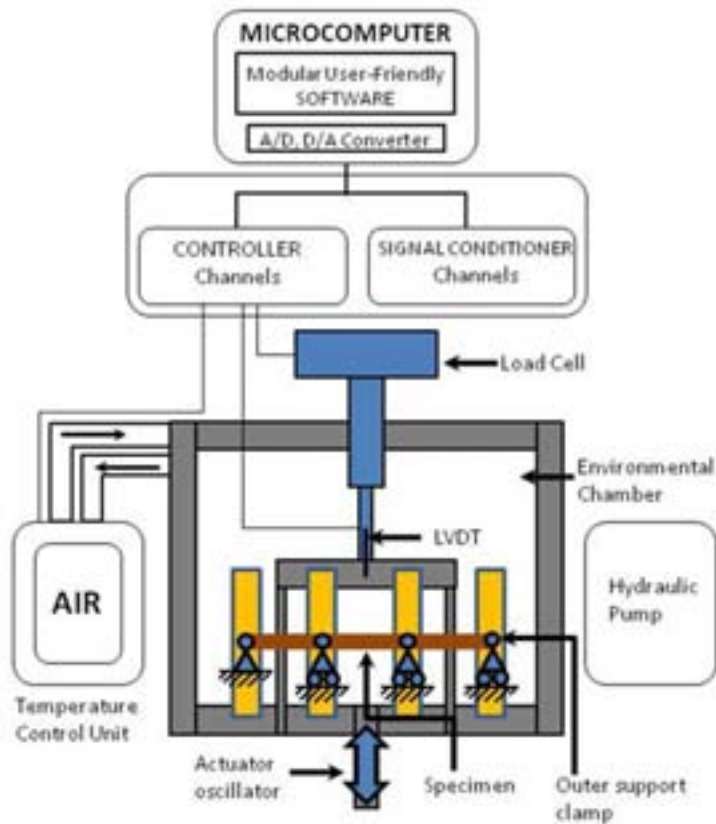 MICROCOMPUTER
Modular User-Friendly
SOFTWARE
A/D, D/A Converter
CONTROLLER
Channels
SIGNAL CONDITIONER
Channels
Load Cell
Environmental
Chamber
LVDT
AIR
Hydraulic
Pump
Temperature
Control Unit
Actuator
oscillator
Specimen
Outer support
clamp